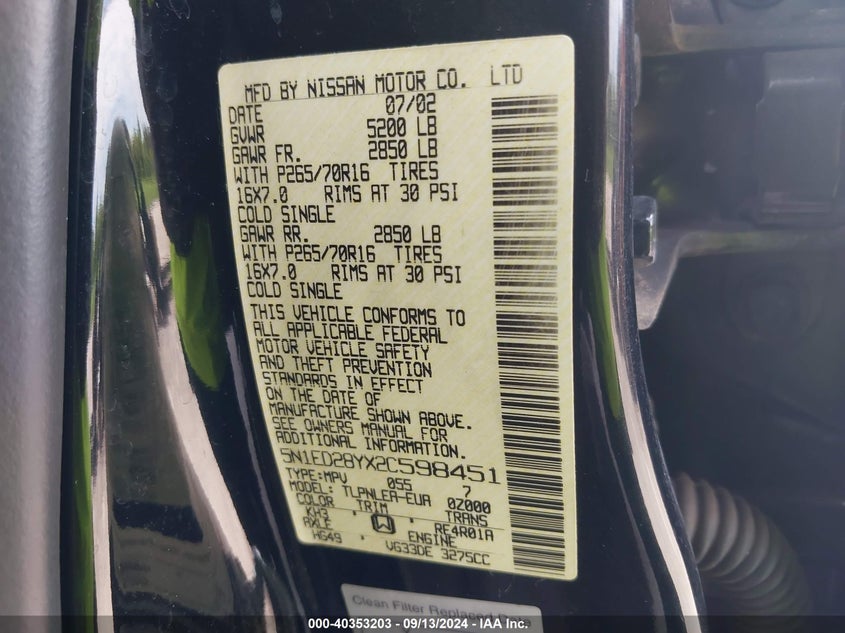 MFD BY NISSAN MOTOR CO. LTD
DATE 07/02
GVWR 5200 LB
GAWR FR. 2850 LB
WITH P265/70R16 TIRES
16X7.0 RIMS AT 30 PSI
COLD SINGLE
GAWR RR. 2850 LB
WITH P265/70R16 TIRES
16X7.0 RIMS AT 30 PSI
COLD SINGLE
THIS VEHICLE CONFORMS TO
ALL APPLICABLE FEDERAL
MOTOR VEHICLE SAFETY
AND THEFT PREVENTION
STANDARDS IN EFFECT
ON THE DATE OF
MANUFACTURE SHOWN ABOVE.
SEE OWNERS MANUAL FOR
ADDITIONAL INFORMATION.
5N1ED28YX2C598451
TYPE:MPV 055 7
MODEL: TLPNLEA-EUA 0Z000
COLOR TRIM TRANS
KH3 W RE4R01A
AXLE ENGINE
HG49 VG33DE 3275CC
Clean Filter Replaced
000-40353203 - 09/13/2024 - IAA Inc.